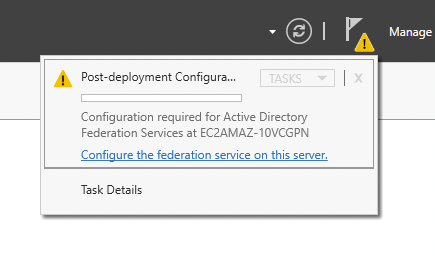 Manage
Post-deployment Configura...
TASKS
X
Configuration required for Active Directory
Federation Services at EC2AMAZ-10VCGPN
Configure the federation service on this server.
Task Details